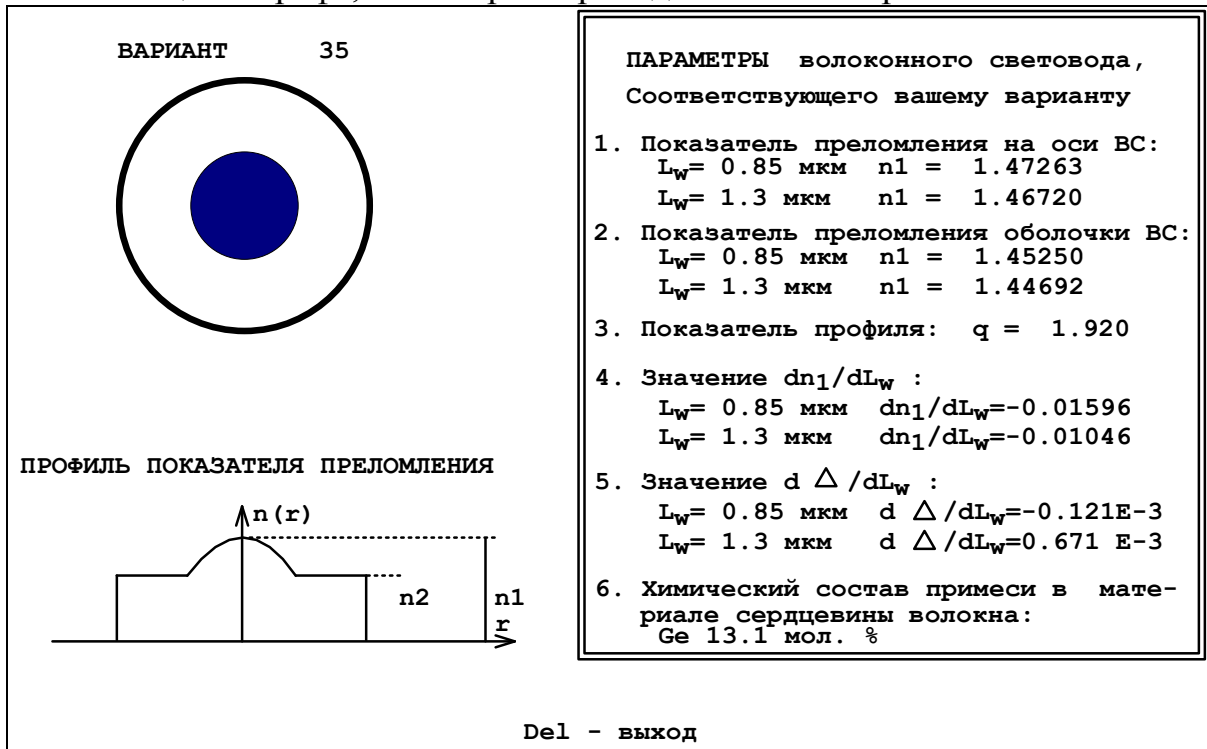 ВАРИАНТ 35
ПРОФИЛЬ ПОКАЗАТЕЛЯ ПРЕЛОМЛЕНИЯ
n(r)
n2
n1
r
ПАРАМЕТРЫ волоконного световода,
Соответствующего вашему варианту
1. Показатель преломления на оси ВС:
Lw= 0.85 мкм n1 = 1.47263
Lw= 1.3 мкм n1 = 1.46720
2. Показатель преломления оболочки ВС:
Lw= 0.85 мкм n1 = 1.45250
Lw= 1.3 мкм n1 = 1.44692
3. Показатель профиля: q = 1.920
4. Значение dn1/dLw :
Lw= 0.85 мкм dn1/dLw=-0.01596
Lw= 1.3 мкм dn1/dLw=-0.01046
5. Значение d △ /dLw :
Lw= 0.85 мкм d △ /dLw=-0.121E-3
Lw= 1.3 мкм d △ /dLw=0.671 E-3
6. Химический состав примеси в мате-
риале сердцевины волокна:
Ge 13.1 мол. %
Del - выход